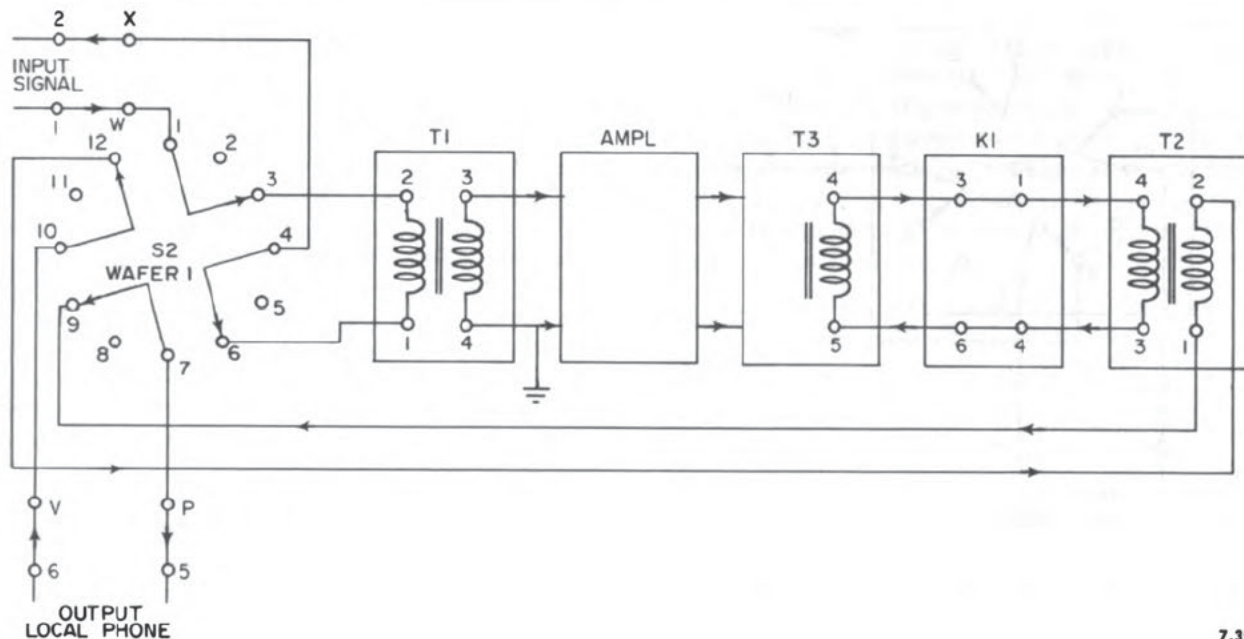 2 X
INPUT
SIGNAL
1 W 1 2
12
11
3
10
4
S2
WAFER 1
9
5
8
6
7
T1
2 3
1 4
AMPL
T3
4
5
K1
3 1
6 4
T2
4 2
3 1
V P
6 5
OUTPUT
LOCAL PHONE